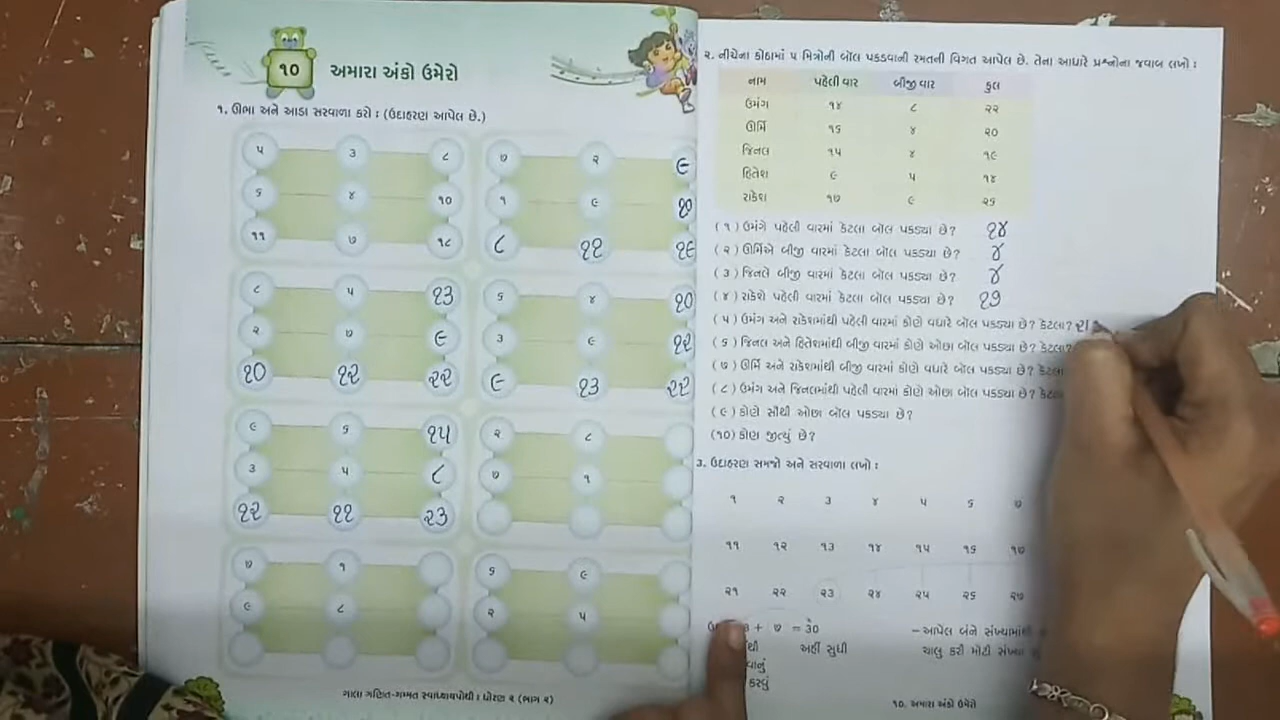 ૧૦
અમારા અંકો ઉમેરો
૧. ઊભા અને આડા સરવાળા કરો : (ઉદાહરણ આપેલ છે.)
૫ ૩ ૮
૬ ૪ ૧૦
૧૧ ૭ ૧૮
૭ ૨ ૯
૧ ૯ ૧૦
૮ ૧૧ ૧૯
૮ ૫ ૧૩
૨ ૭ ૯
૧૦ ૧૨ ૨૨
૬ ૪ ૧૦
૩ ૯ ૧૨
૯ ૧૩ ૨૨
૯ ૬ ૧૫
૩ ૫ ૮
૧૨ ૧૧ ૨૩
૨ ૮
૭ ૧
૭ ૧
૯ ૮
૬ ૯
૨ ૫
ગાલા ગણિત-ગમ્મત સ્વાધ્યાયપોથી : ધોરણ ૨ (ભાગ ૨)
૨. નીચેના કોઠામાં ૫ મિત્રોની બૉલ પકડવાની રમતની વિગત આપેલ છે. તેના આધારે પ્રશ્નોના જવાબ લખો :
નામ પહેલી વાર બીજી વાર કુલ
ઉમંગ ૧૪ ૮ ૨૨
ઊર્મિ ૧૬ ૪ ૨૦
જિનલ ૧૫ ૪ ૧૯
હિતેશ ૯ ૫ ૧૪
રાકેશ ૧૭ ૯ ૨૬
(૧) ઉમંગે પહેલી વારમાં કેટલા બૉલ પકડ્યા છે? ૧૪
(૨) ઊર્મિએ બીજી વારમાં કેટલા બૉલ પકડ્યા છે? ૪
(૩) જિનલે બીજી વારમાં કેટલા બૉલ પકડ્યા છે? ૪
(૪) રાકેશે પહેલી વારમાં કેટલા બૉલ પકડ્યા છે? ૧૭
(૫) ઉમંગ અને રાકેશમાંથી પહેલી વારમાં કોણે વધારે બૉલ પકડ્યા છે? કેટલા? રા
(૬) જિનલ અને હિતેશમાંથી બીજી વારમાં કોણે ઓછા બૉલ પકડ્યા છે? કેટલા?
(૭) ઊર્મિ અને રાકેશમાંથી બીજી વારમાં કોણે વધારે બૉલ પકડ્યા છે? કેટલા
(૮) ઉમંગ અને જિનલમાંથી પહેલી વારમાં કોણે ઓછા બૉલ પકડ્યા છે?
(૯) કોણે સૌથી ઓછા બૉલ પકડ્યા છે?
(૧૦) કોણ જીત્યું છે?
૩. ઉદાહરણ સમજો અને સરવાળા લખો :
૧ ૨ ૩ ૪ ૫ ૬ ૭
૧૧ ૧૨ ૧૩ ૧૪ ૧૫ ૧૬ ૧૭
૨૧ ૨૨ ૨૩ ૨૪ ૨૫ ૨૬ ૨૭
+ ૭ = ૩૦ – આપેલ બંને સંખ્યામાંથી
અહીં સુધી ચાલુ કરી મોટી સંખ્યા
કરવું
૧૦. અમારા અંકો ઉમેરો